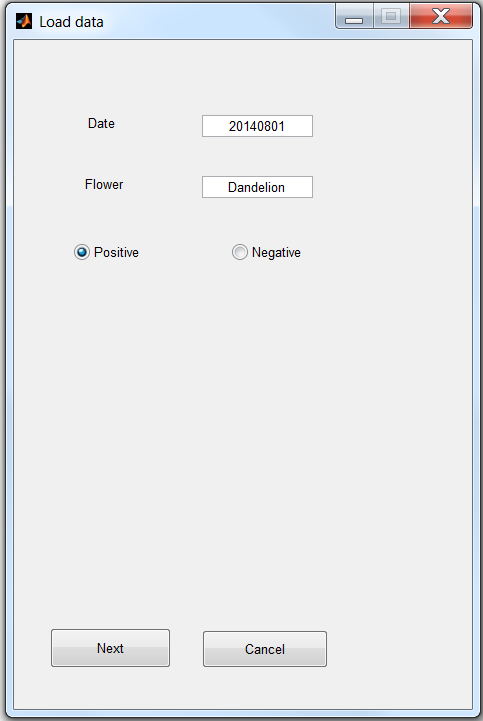 Load data
Date 20140801
Flower Dandelion
Positive Negative
Next Cancel